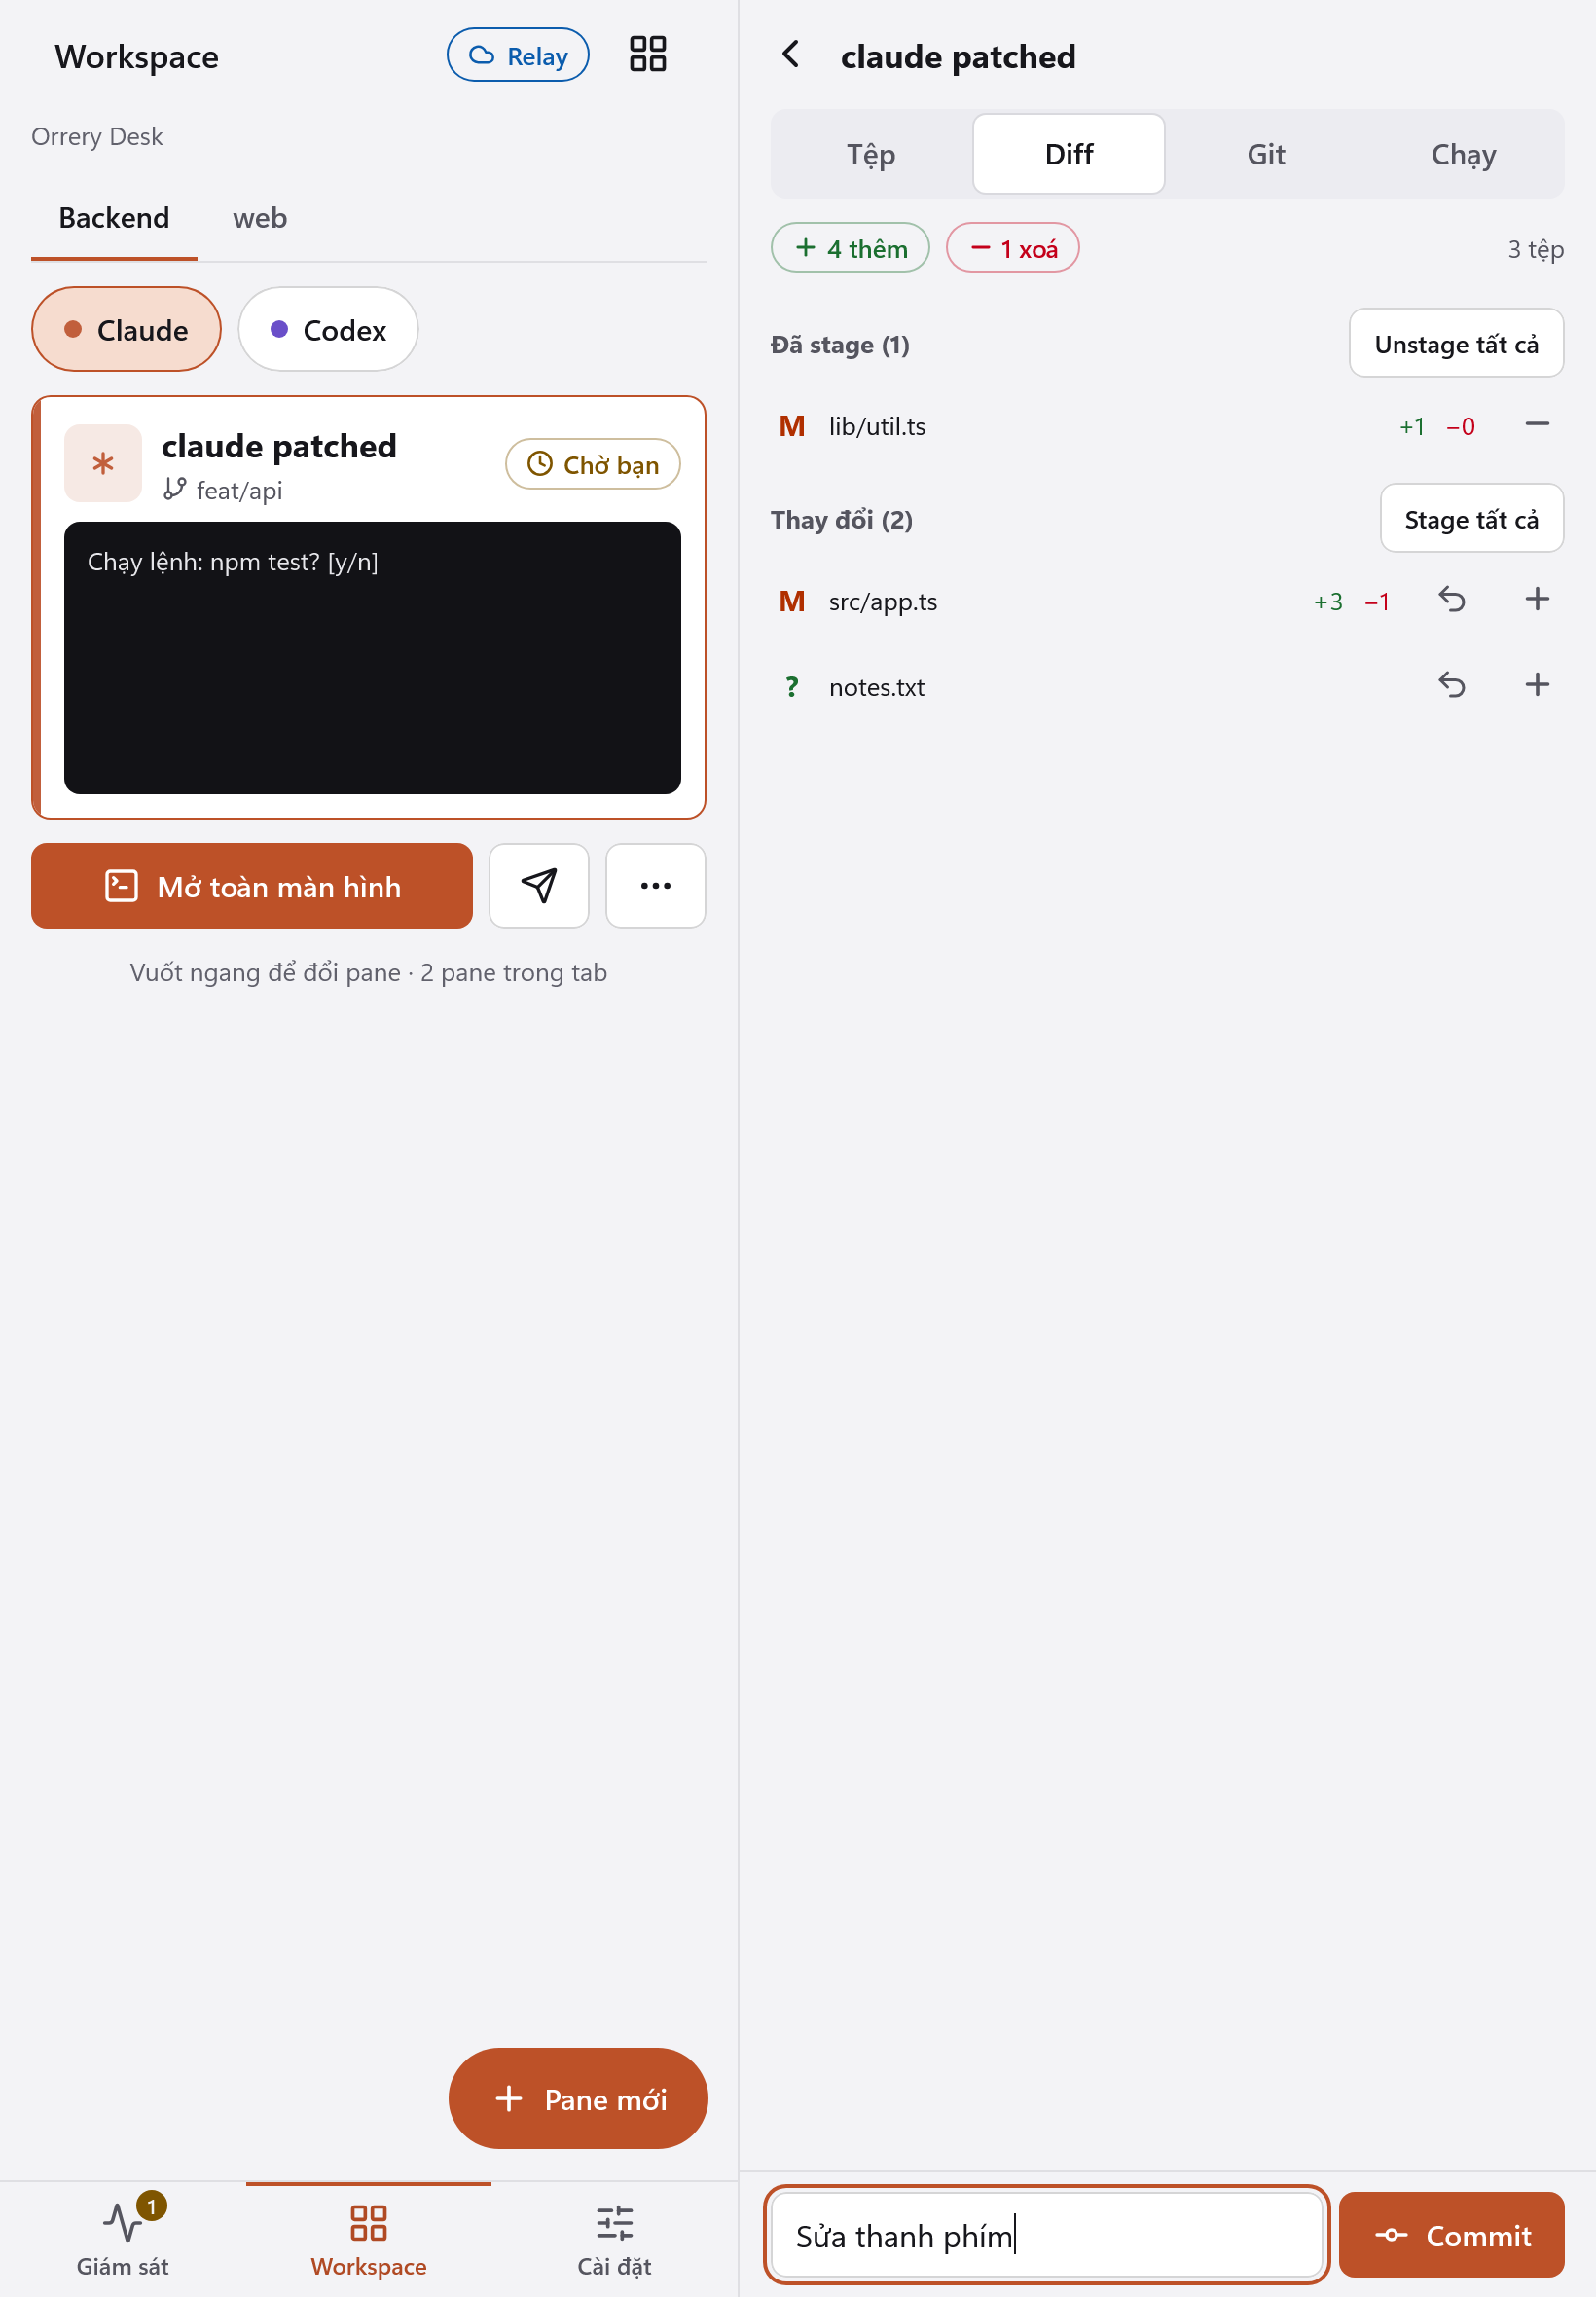 Workspace
Relay
Orrery Desk
Backend
web
Claude
Codex
claude patched
feat/api
Chờ bạn
Chạy lệnh: npm test? [y/n]
Mở toàn màn hình
Vuốt ngang để đổi pane · 2 pane trong tab
Pane mới
1
Giám sát
Workspace
Cài đặt
claude patched
Tệp
Diff
Git
Chạy
4 thêm
1 xoá
3 tệp
Đã stage (1)
Unstage tất cả
M lib/util.ts +1 −0
Thay đổi (2)
Stage tất cả
M src/app.ts +3 −1
? notes.txt
Sửa thanh phím
Commit